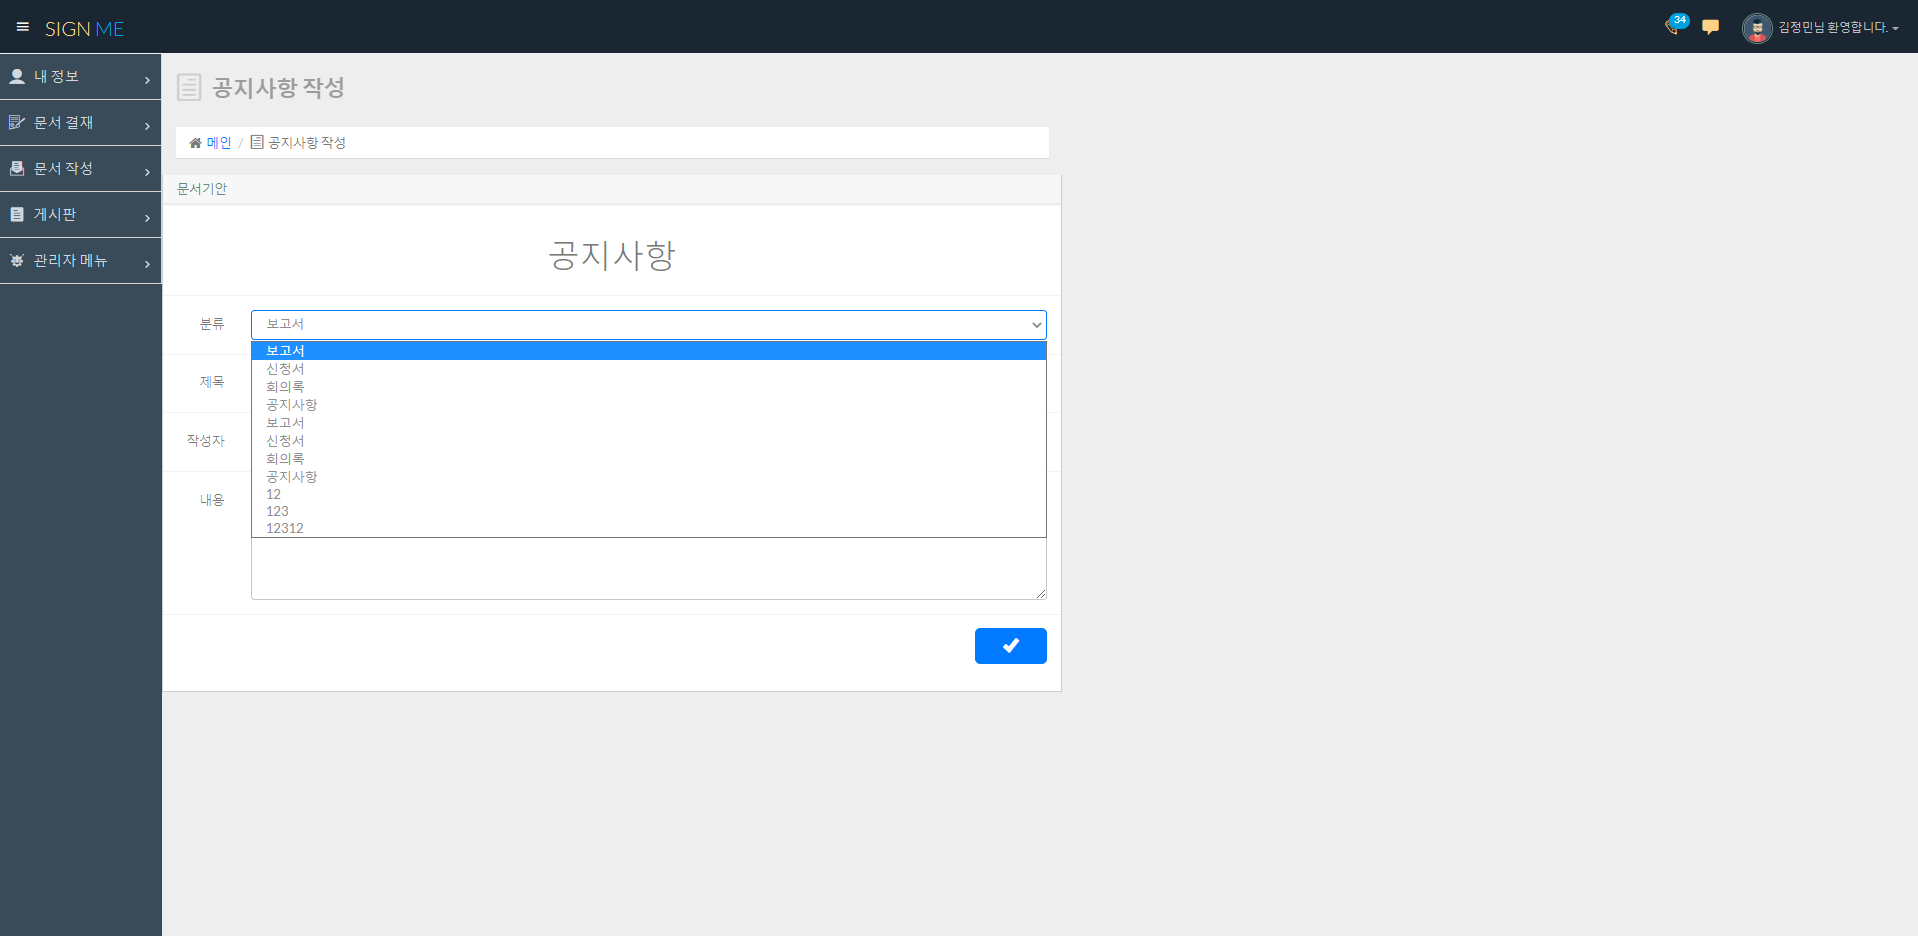 SIGN ME
34
김정민님 환영합니다.
내 정보
문서 결재
문서 작성
게시판
관리자 메뉴
공지사항 작성
메인 / 공지사항 작성
문서기안
공지사항
분류
보고서
보고서
신청서
회의록
공지사항
보고서
신청서
회의록
공지사항
12
123
12312
제목
작성자
내용